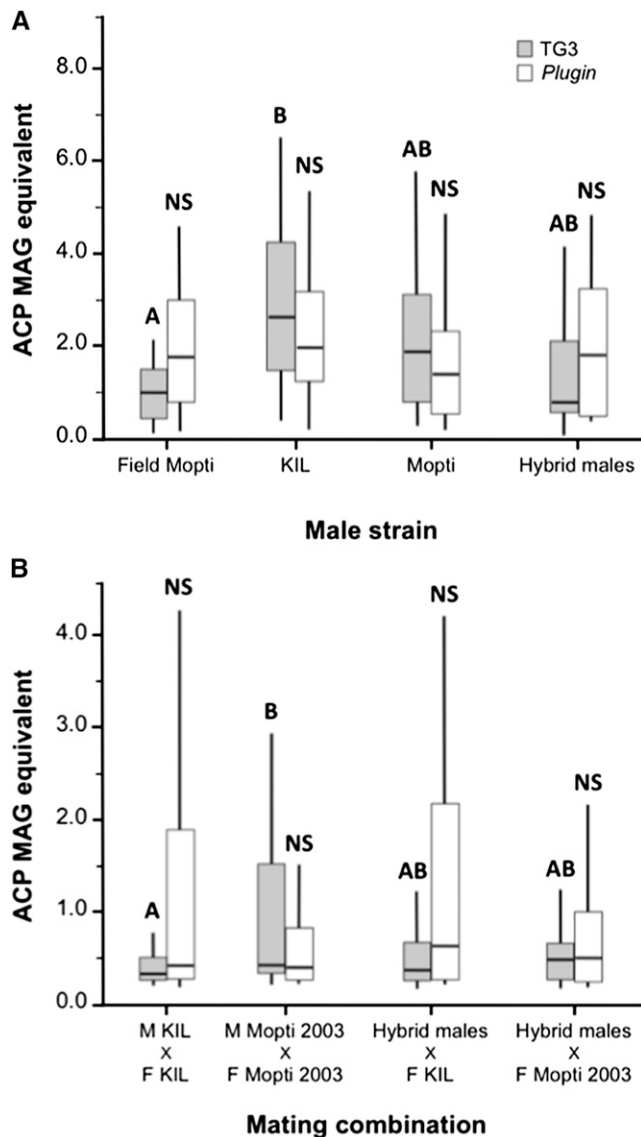 A
TG3
Plugin
ACP MAG equivalent
8.0
6.0
4.0
2.0
0.0
A
NS
B
NS
AB
NS
AB
NS
Field Mopti
KIL
Mopti
Hybrid males
Male strain
B
ACP MAG equivalent
4.0
3.0
2.0
1.0
0.0
A
NS
B
NS
AB
NS
AB
NS
M KIL
X
F KIL
M Mopti 2003
X
F Mopti 2003
Hybrid males
X
F KIL
Hybrid males
X
F Mopti 2003
Mating combination